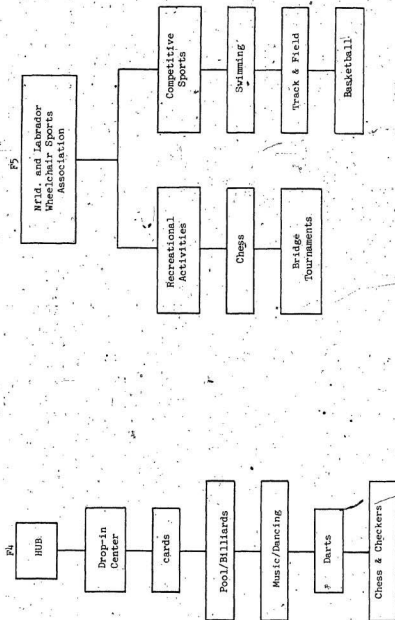 F4
HUB
Drop-in
Center
cards
Pool/Billiards
Music/Dancing
Darts
Chess & Checkers
F5
Nfld. and Labrador
Wheelchair Sports
Association
Recreational
Activities
Chess
Bridge
Tournaments
Competitive
Sports
Swimming
Track & Field
Basketball